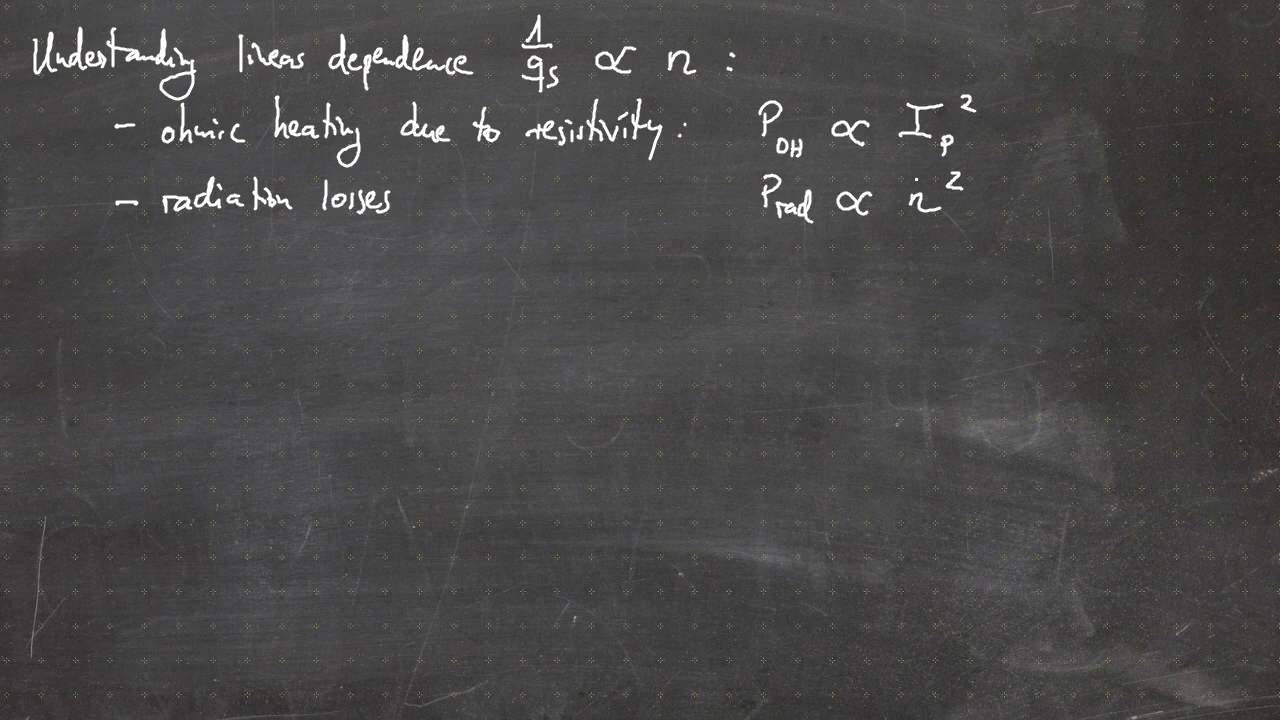 Understanding linear dependence 1/q_s ∝ n :
- ohmic heating due to resistivity: P_OH ∝ I_p²
- radiation losses P_rad ∝ n²